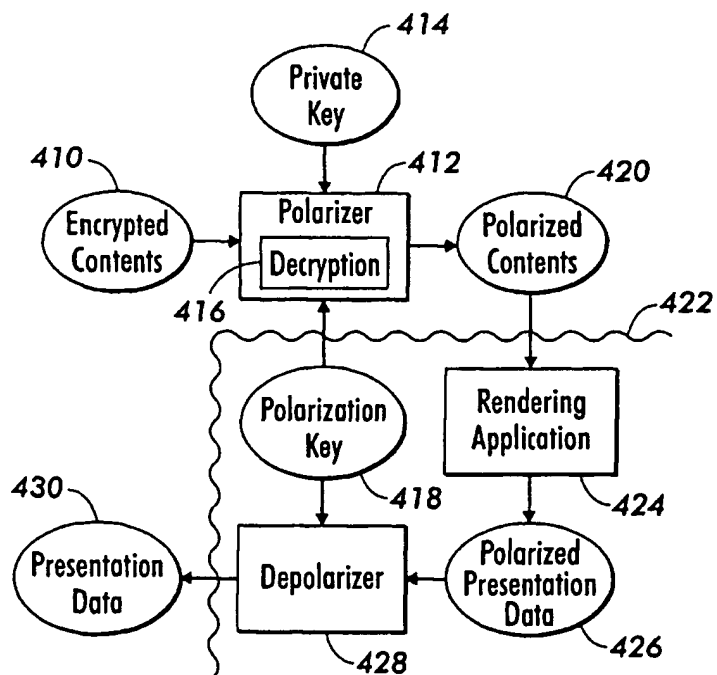 414
Private
Key
410
412
420
Encrypted
Contents
Polarizer
Decryption
416
Polarized
Contents
422
Polarization
Key
418
Rendering
Application
424
430
Presentation
Data
Depolarizer
428
Polarized
Presentation
Data
426